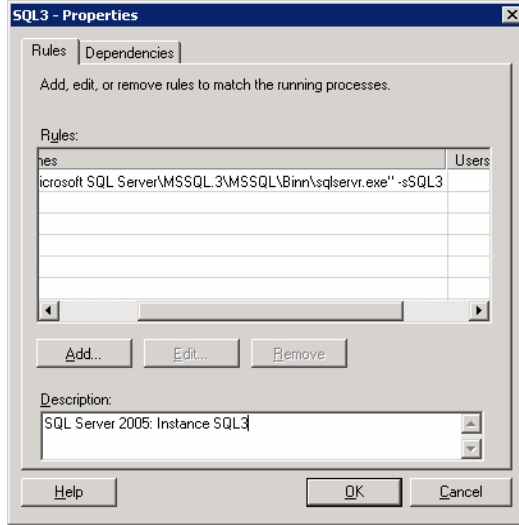 SQL3 - Properties
Rules
Dependencies
Add, edit, or remove rules to match the running processes.
Rules:
nes Users
icrosoft SQL Server\MSSQL.3\MSSQL\Binn\sqlservr.exe" -sSQL3
Add... Edit... Remove
Description:
SQL Server 2005: Instance SQL3
Help OK Cancel